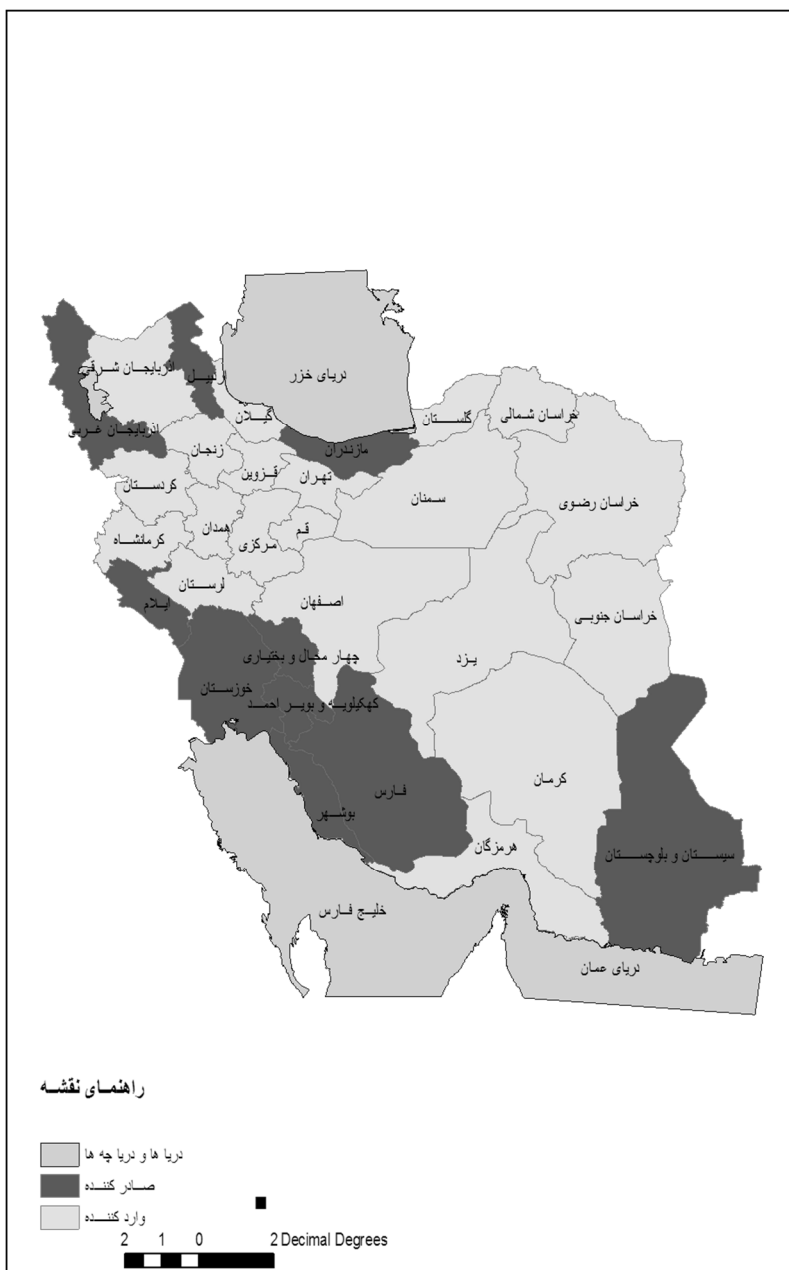 دریای خزر
آذربایجان شرقی
اردبیل
گیلان
گلستان
خراسان شمالی
آذربایجان غربی
زنجان
مازندران
قزوین
تهران
کردستان
سمنان
خراسان رضوی
کرمانشاه
همدان
مرکزی
قم
لرستان
ایلام
اصفهان
خراسان جنوبی
چهار محال و بختیاری
یزد
خوزستان
کهکیلویه و بویر احمد
کرمان
فارس
بوشهر
هرمزگان
سیستان و بلوچستان
خلیج فارس
دریای عمان
راهنمای نقشه
دریا ها و دریا چه ها
صادر کننده
وارد کننده
2 1 0 2 Decimal Degrees